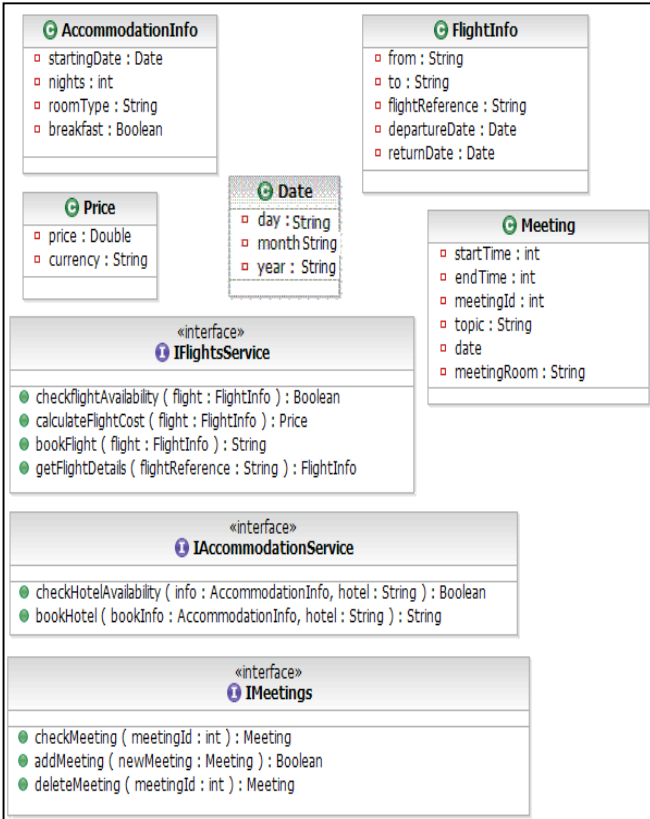 C AccommodationInfo
startingDate : Date
nights : int
roomType : String
breakfast : Boolean
C FlightInfo
from : String
to : String
flightReference : String
departureDate : Date
returnDate : Date
C Price
price : Double
currency : String
C Date
day : String
month String
year : String
C Meeting
startTime : int
endTime : int
meetingId : int
topic : String
date
meetingRoom : String
«interface»
I IFlightsService
checkflightAvailability ( flight : FlightInfo ) : Boolean
calculateFlightCost ( flight : FlightInfo ) : Price
bookFlight ( flight : FlightInfo ) : String
getFlightDetails ( flightReference : String ) : FlightInfo
«interface»
I IAccommodationService
checkHotelAvailability ( info : AccommodationInfo, hotel : String ) : Boolean
bookHotel ( bookInfo : AccommodationInfo, hotel : String ) : String
«interface»
I IMeetings
checkMeeting ( meetingId : int ) : Meeting
addMeeting ( newMeeting : Meeting ) : Boolean
deleteMeeting ( meetingId : int ) : Meeting